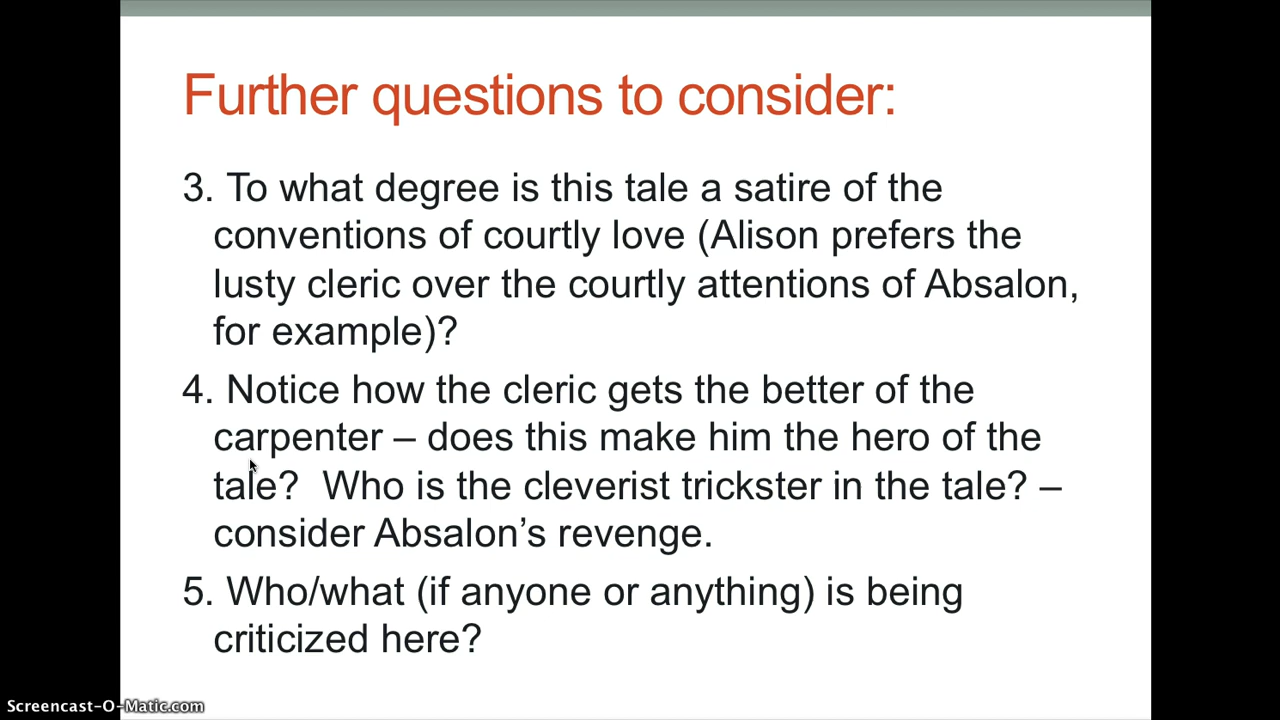 Further questions to consider:
3. To what degree is this tale a satire of the
conventions of courtly love (Alison prefers the
lusty cleric over the courtly attentions of Absalon,
for example)?
4. Notice how the cleric gets the better of the
carpenter – does this make him the hero of the
tale?  Who is the cleverist trickster in the tale? –
consider Absalon’s revenge.
5. Who/what (if anyone or anything) is being
criticized here?
Screencast-O-Matic.com